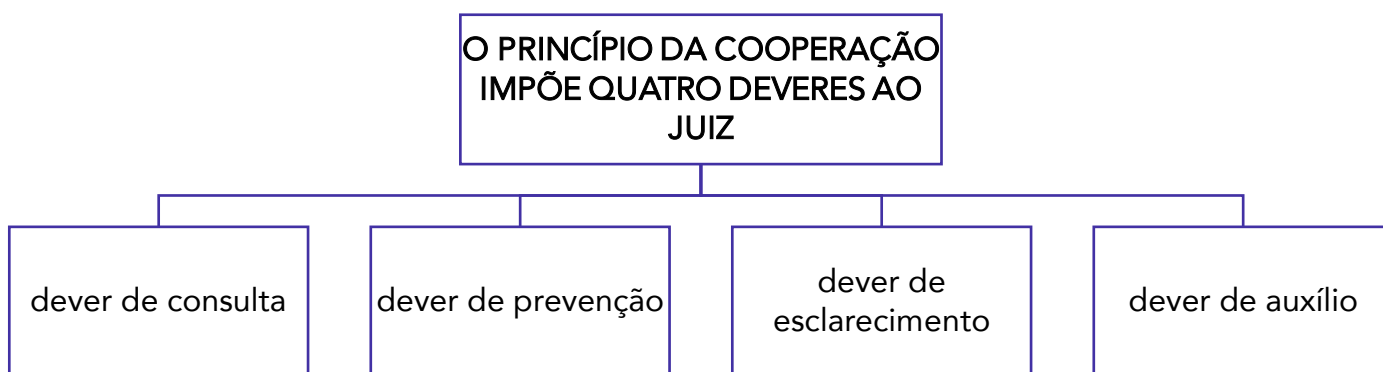 O PRINCÍPIO DA COOPERAÇÃO
IMPÕE QUATRO DEVERES AO
JUIZ
dever de consulta
dever de prevenção
dever de
esclarecimento
dever de auxílio